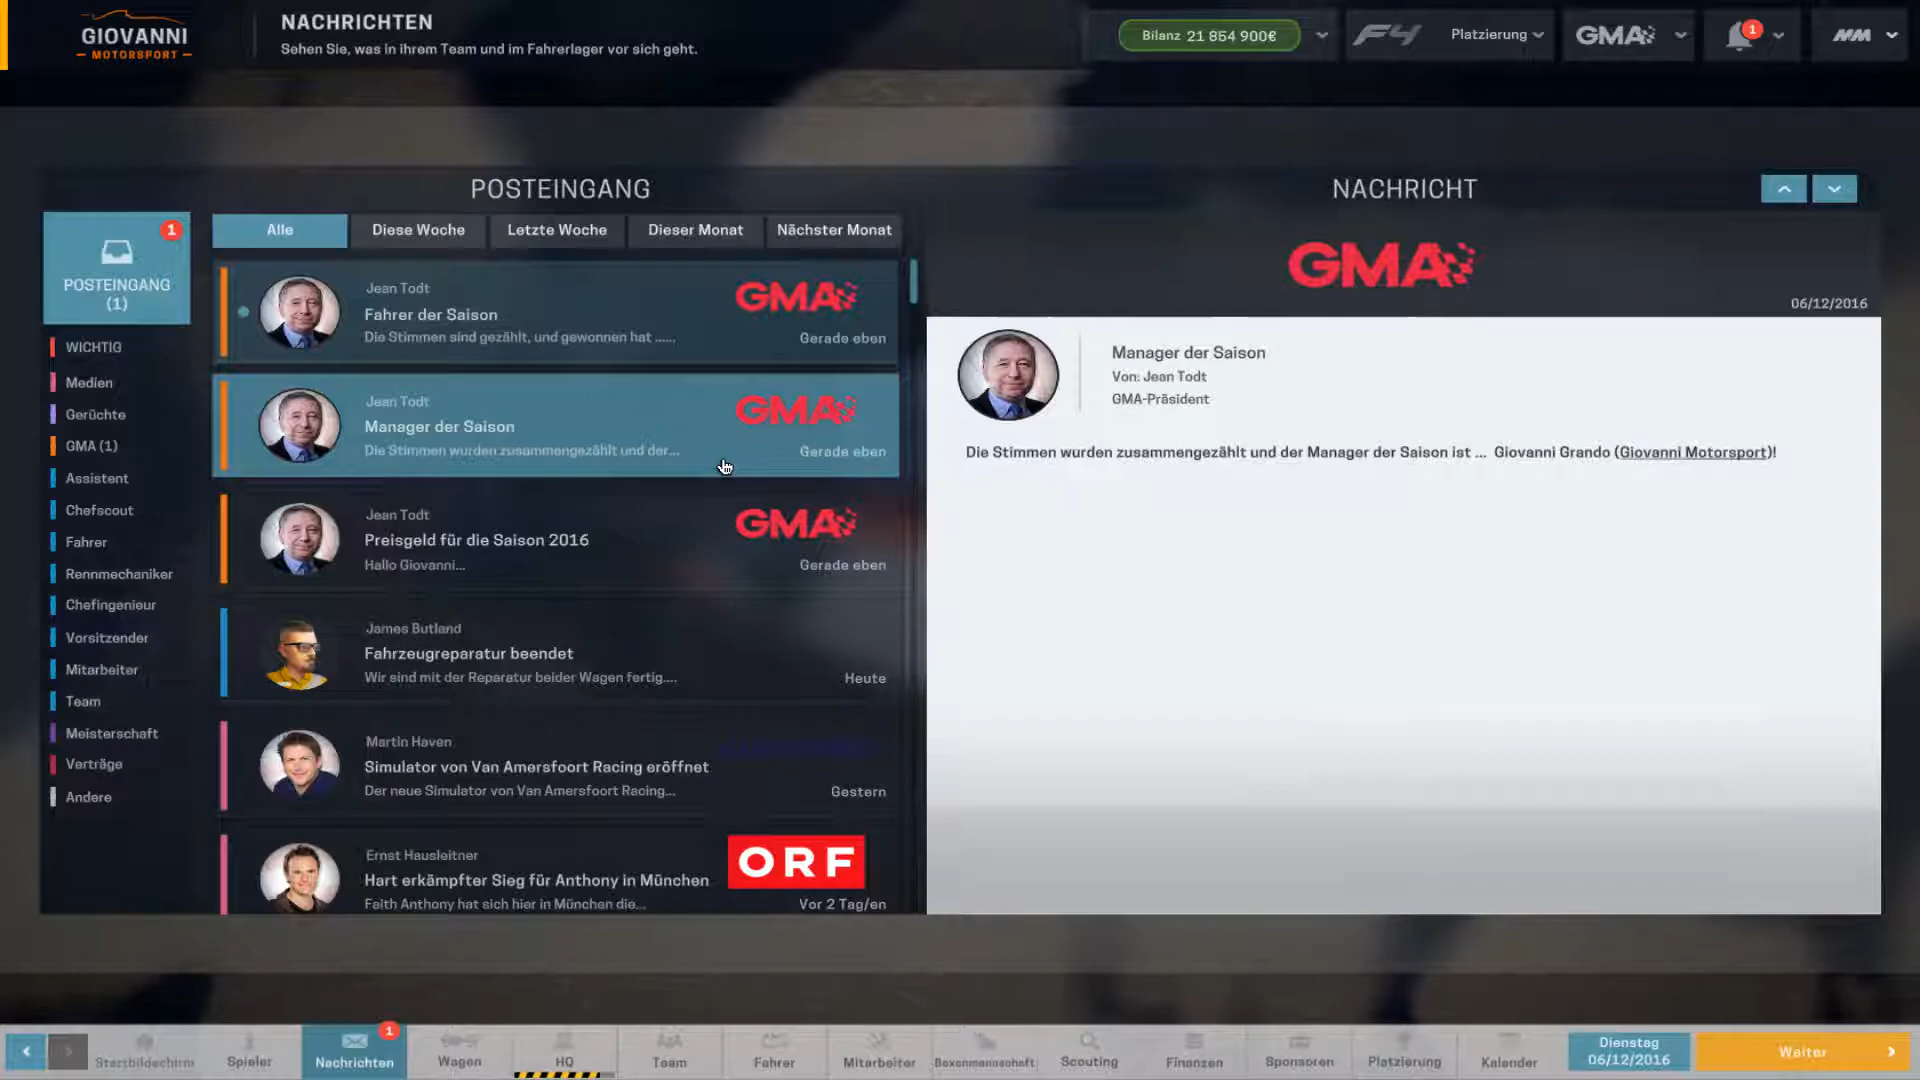 GIOVANNI
MOTORSPORT
NACHRICHTEN
Sehen Sie, was in ihrem Team und im Fahrerlager vor sich geht.
Bilanz 21 854 900€
F4
Platzierung
GMA
1
MM
POSTEINGANG
NACHRICHT
1
POSTEINGANG
(1)
WICHTIG
Medien
Gerüchte
GMA (1)
Assistent
Chefscout
Fahrer
Rennmechaniker
Chefingenieur
Vorsitzender
Mitarbeiter
Team
Meisterschaft
Verträge
Andere
Alle
Diese Woche
Letzte Woche
Dieser Monat
Nächster Monat
Jean Todt
Fahrer der Saison
Die Stimmen sind gezählt, und gewonnen hat ......
GMA
Gerade eben
Jean Todt
Manager der Saison
Die Stimmen wurden zusammengezählt und der...
GMA
Gerade eben
Jean Todt
Preisgeld für die Saison 2016
Hallo Giovanni...
GMA
Gerade eben
James Butland
Fahrzeugreparatur beendet
Wir sind mit der Reparatur beider Wagen fertig....
Heute
Martin Haven
Simulator von Van Amersfoort Racing eröffnet
Der neue Simulator von Van Amersfoort Racing...
Gestern
Ernst Hausleitner
Hart erkämpfter Sieg für Anthony in München
Faith Anthony hat sich hier in München die...
ORF
Vor 2 Tag/en
GMA
06/12/2016
Manager der Saison
Von: Jean Todt
GMA-Präsident
Die Stimmen wurden zusammengezählt und der Manager der Saison ist ... Giovanni Grando (Giovanni Motorsport)!
Startbildschirm
Spieler
1
Nachrichten
Wagen
HQ
Team
Fahrer
Mitarbeiter
Boxenmannschaft
Scouting
Finanzen
Sponsoren
Platzierung
Kalender
Dienstag
06/12/2016
Weiter